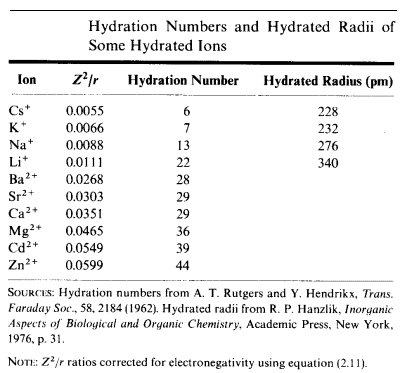 Hydration Numbers and Hydrated Radii of
Some Hydrated Ions
Ion Z²/r Hydration Number Hydrated Radius (pm)
Cs⁺ 0.0055 6 228
K⁺ 0.0066 7 232
Na⁺ 0.0088 13 276
Li⁺ 0.0111 22 340
Ba²⁺ 0.0268 28
Sr²⁺ 0.0303 29
Ca²⁺ 0.0351 29
Mg²⁺ 0.0465 36
Cd²⁺ 0.0549 39
Zn²⁺ 0.0599 44
SOURCES: Hydration numbers from A. T. Rutgers and Y. Hendrikx, Trans.
Faraday Soc., 58, 2184 (1962). Hydrated radii from R. P. Hanzlik, Inorganic
Aspects of Biological and Organic Chemistry, Academic Press, New York,
1976, p. 31.
NOTE: Z²/r ratios corrected for electronegativity using equation (2.11).